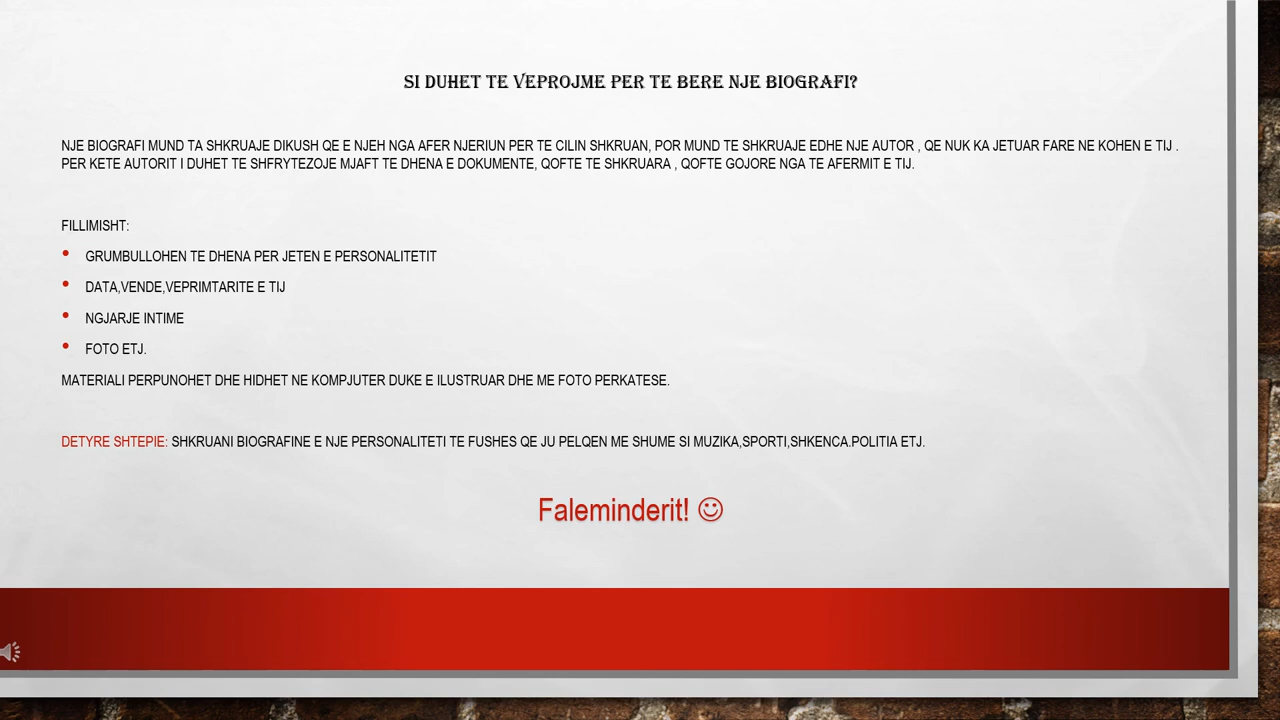 SI DUHET TE VEPROJME PER TE BERE NJE BIOGRAFI?
NJE BIOGRAFI MUND TA SHKRUAJE DIKUSH QE E NJEH NGA AFER NJERIUN PER TE CILIN SHKRUAN, POR MUND TE SHKRUAJE EDHE NJE AUTOR , QE NUK KA JETUAR FARE NE KOHEN E TIJ .
PER KETE AUTORIT I DUHET TE SHFRYTEZOJE MJAFT TE DHENA E DOKUMENTE, QOFTE TE SHKRUARA , QOFTE GOJORE NGA TE AFERMIT E TIJ.
FILLIMISHT:
• GRUMBULLOHEN TE DHENA PER JETEN E PERSONALITETIT
• DATA,VENDE,VEPRIMTARITE E TIJ
• NGJARJE INTIME
• FOTO ETJ.
MATERIALI PERPUNOHET DHE HIDHET NE KOMPJUTER DUKE E ILUSTRUAR DHE ME FOTO PERKATESE.
DETYRE SHTEPIE: SHKRUANI BIOGRAFINE E NJE PERSONALITETI TE FUSHES QE JU PELQEN ME SHUME SI MUZIKA,SPORTI,SHKENCA.POLITIA ETJ.
Faleminderit! ☺